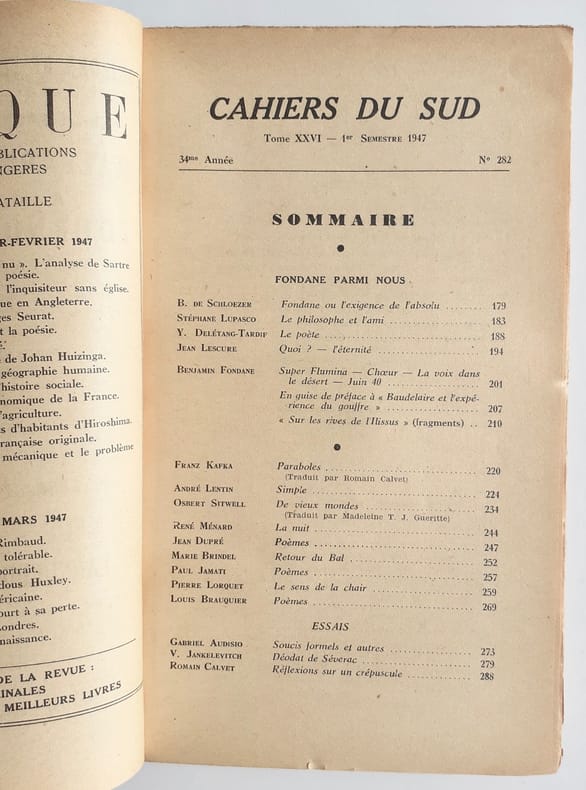 QUE
BLICATIONS
NGERES
ATAILLE
R-FEVRIER 1947
nu ». L'analyse de Sartre
poésie.
l'inquisiteur sans église.
ue en Angleterre.
ges Seurat.
t la poésie.
é.
de Johan Huizinga.
géographie humaine.
histoire sociale.
nomique de la France.
'agriculture.
s d'habitants d'Hiroshima.
rançaise originale.
mécanique et le problème
MARS 1947
Rimbaud.
tolérable.
portrait.
dous Huxley.
éricaine.
ourt à sa perte.
ondres.
naissance.
DE LA REVUE :
INALES
MEILLEURS LIVRES
CAHIERS DU SUD
Tome XXVI — 1er Semestre 1947
34me Année N° 282
SOMMAIRE
FONDANE PARMI NOUS
B. de Schloezer Fondane ou l'exigence de l'absolu ........ 179
Stéphane Lupasco Le philosophe et l'ami .................... 183
Y. Delétang-Tardif Le poète .................................. 188
Jean Lescure Quoi ? — l'éternité ....................... 194
Benjamin Fondane Super Flumina — Chœur — La voix dans
le désert — Juin 40 .................... 201
En guise de préface à « Baudelaire et l'expé-
rience du gouffre » .................... 207
« Sur les rives de l'Ilissus » (fragments) .. 210
Franz Kafka Paraboles ................................. 220
(Traduit par Romain Calvet)
André Lentin Simple .................................... 224
Osbert Sitwell De vieux mondes ........................... 234
(Traduit par Madeleine T. J. Gueritte)
René Ménard La nuit ................................... 244
Jean Dupré Poèmes .................................... 247
Marie Brindel Retour du Bal ............................. 252
Paul Jamati Poèmes .................................... 257
Pierre Lorquet Le sens de la chair ....................... 259
Louis Brauquier Poèmes .................................... 269
ESSAIS
Gabriel Audisio Soucis formels et autres .................. 273
V. Jankelevitch Déodat de Séverac ......................... 279
Romain Calvet Réflexions sur un crépuscule .............. 288